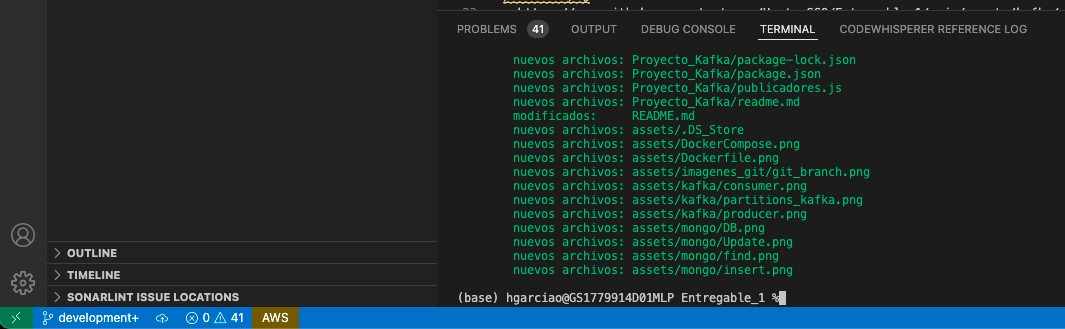 PROBLEMS 41 OUTPUT DEBUG CONSOLE TERMINAL CODEWHISPERER REFERENCE LOG
nuevos archivos: Proyecto_Kafka/package-lock.json
nuevos archivos: Proyecto_Kafka/package.json
nuevos archivos: Proyecto_Kafka/publicadores.js
nuevos archivos: Proyecto_Kafka/readme.md
modificados: README.md
nuevos archivos: assets/.DS_Store
nuevos archivos: assets/DockerCompose.png
nuevos archivos: assets/Dockerfile.png
nuevos archivos: assets/imagenes_git/git_branch.png
nuevos archivos: assets/kafka/consumer.png
nuevos archivos: assets/kafka/partitions_kafka.png
nuevos archivos: assets/kafka/producer.png
nuevos archivos: assets/mongo/DB.png
nuevos archivos: assets/mongo/Update.png
nuevos archivos: assets/mongo/find.png
nuevos archivos: assets/mongo/insert.png
(base) hgarciao@GS1779914D01MLP Entregable_1 %
OUTLINE
TIMELINE
SONARLINT ISSUE LOCATIONS
development+ 0 41 AWS